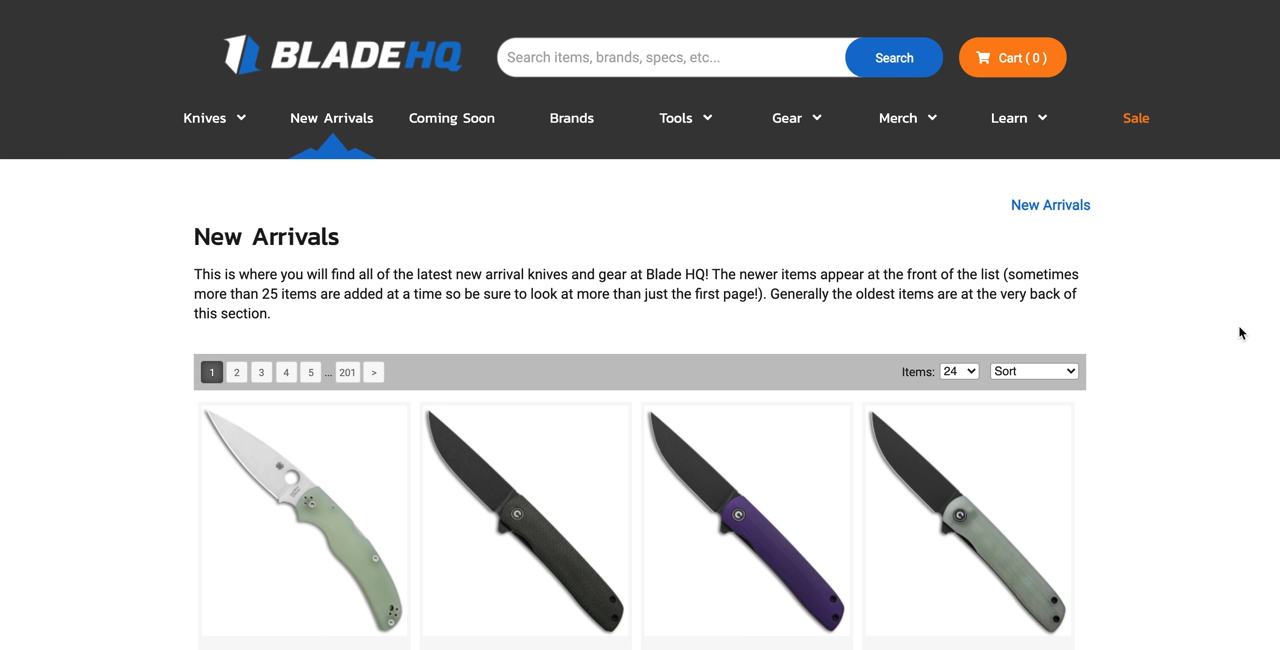 BLADEHQ
Search items, brands, specs, etc...
Search
Cart ( 0 )
Knives
New Arrivals
Coming Soon
Brands
Tools
Gear
Merch
Learn
Sale
New Arrivals
New Arrivals
This is where you will find all of the latest new arrival knives and gear at Blade HQ! The newer items appear at the front of the list (sometimes
more than 25 items are added at a time so be sure to look at more than just the first page!). Generally the oldest items are at the very back of
this section.
1 2 3 4 5 ... 201 >
Items: 24
Sort